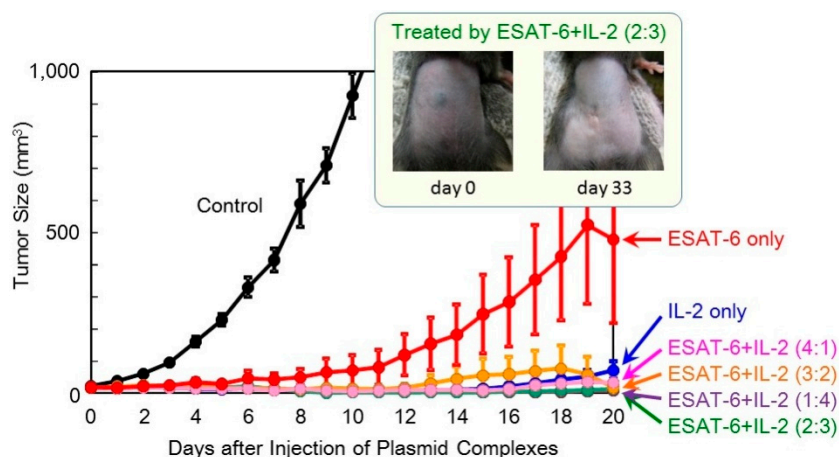 Treated by ESAT-6+IL-2 (2:3)
day 0
day 33
1,000
500
0
Tumor Size (mm³)
Control
ESAT-6 only
IL-2 only
ESAT-6+IL-2 (4:1)
ESAT-6+IL-2 (3:2)
ESAT-6+IL-2 (1:4)
ESAT-6+IL-2 (2:3)
0 2 4 6 8 10 12 14 16 18 20
Days after Injection of Plasmid Complexes